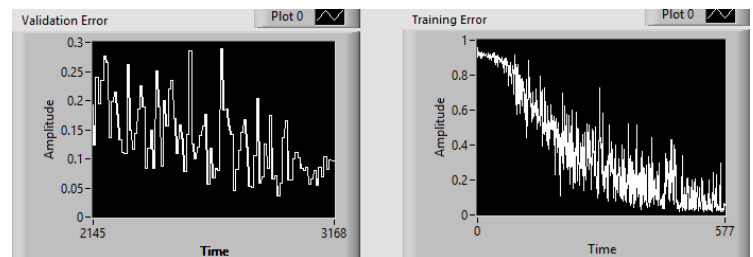 Validation Error
Plot 0
0.3
0.25
0.2
0.15
0.1
0.05
0
Amplitude
2145
3168
Time
Training Error
Plot 0
1
0.8
0.6
0.4
0.2
0
Amplitude
0
577
Time